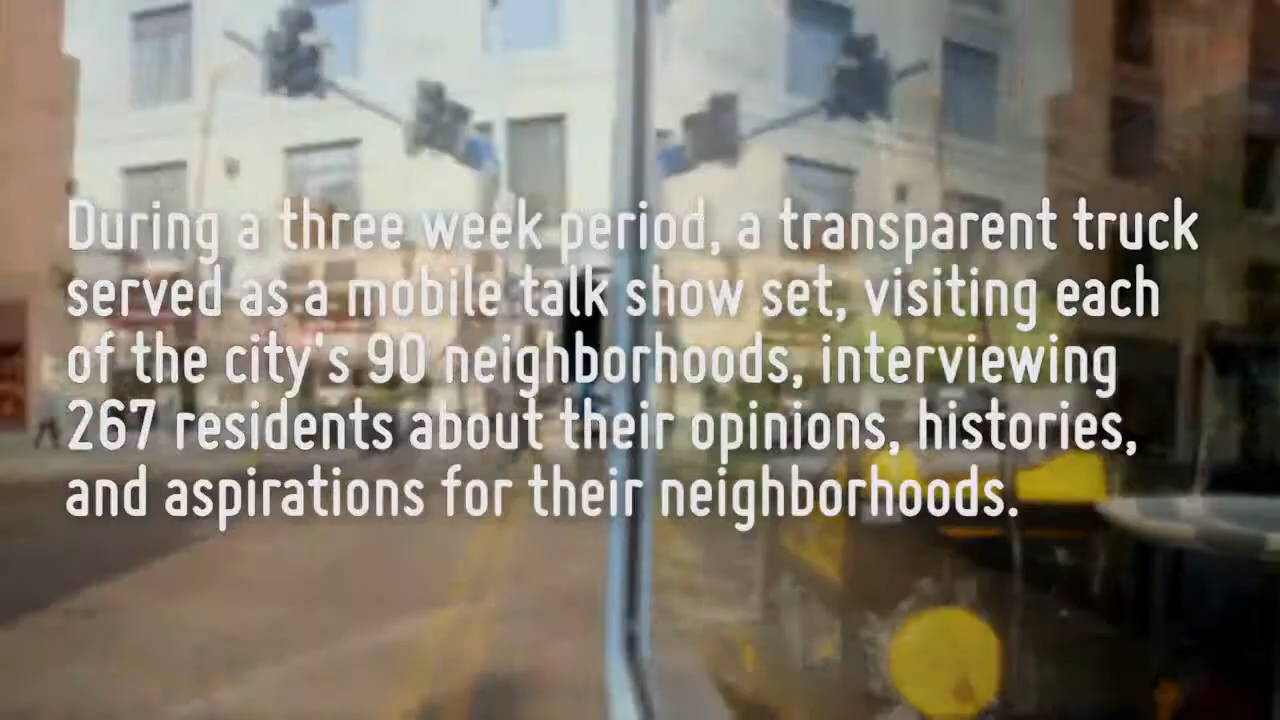 During a three week period, a transparent truck
served as a mobile talk show set, visiting each
of the city's 90 neighborhoods, interviewing
267 residents about their opinions, histories,
and aspirations for their neighborhoods.